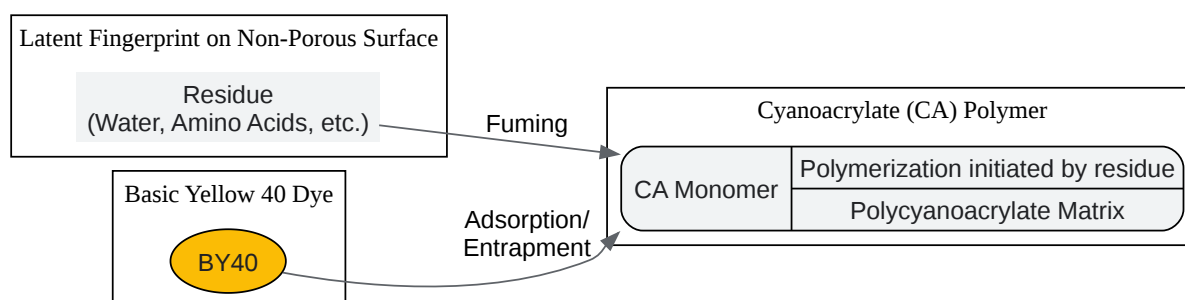 Latent Fingerprint on Non-Porous Surface
Residue
(Water, Amino Acids, etc.)
Fuming
Cyanoacrylate (CA) Polymer
CA Monomer
Polymerization initiated by residue
Polycyanoacrylate Matrix
Basic Yellow 40 Dye
BY40
Adsorption/
Entrapment